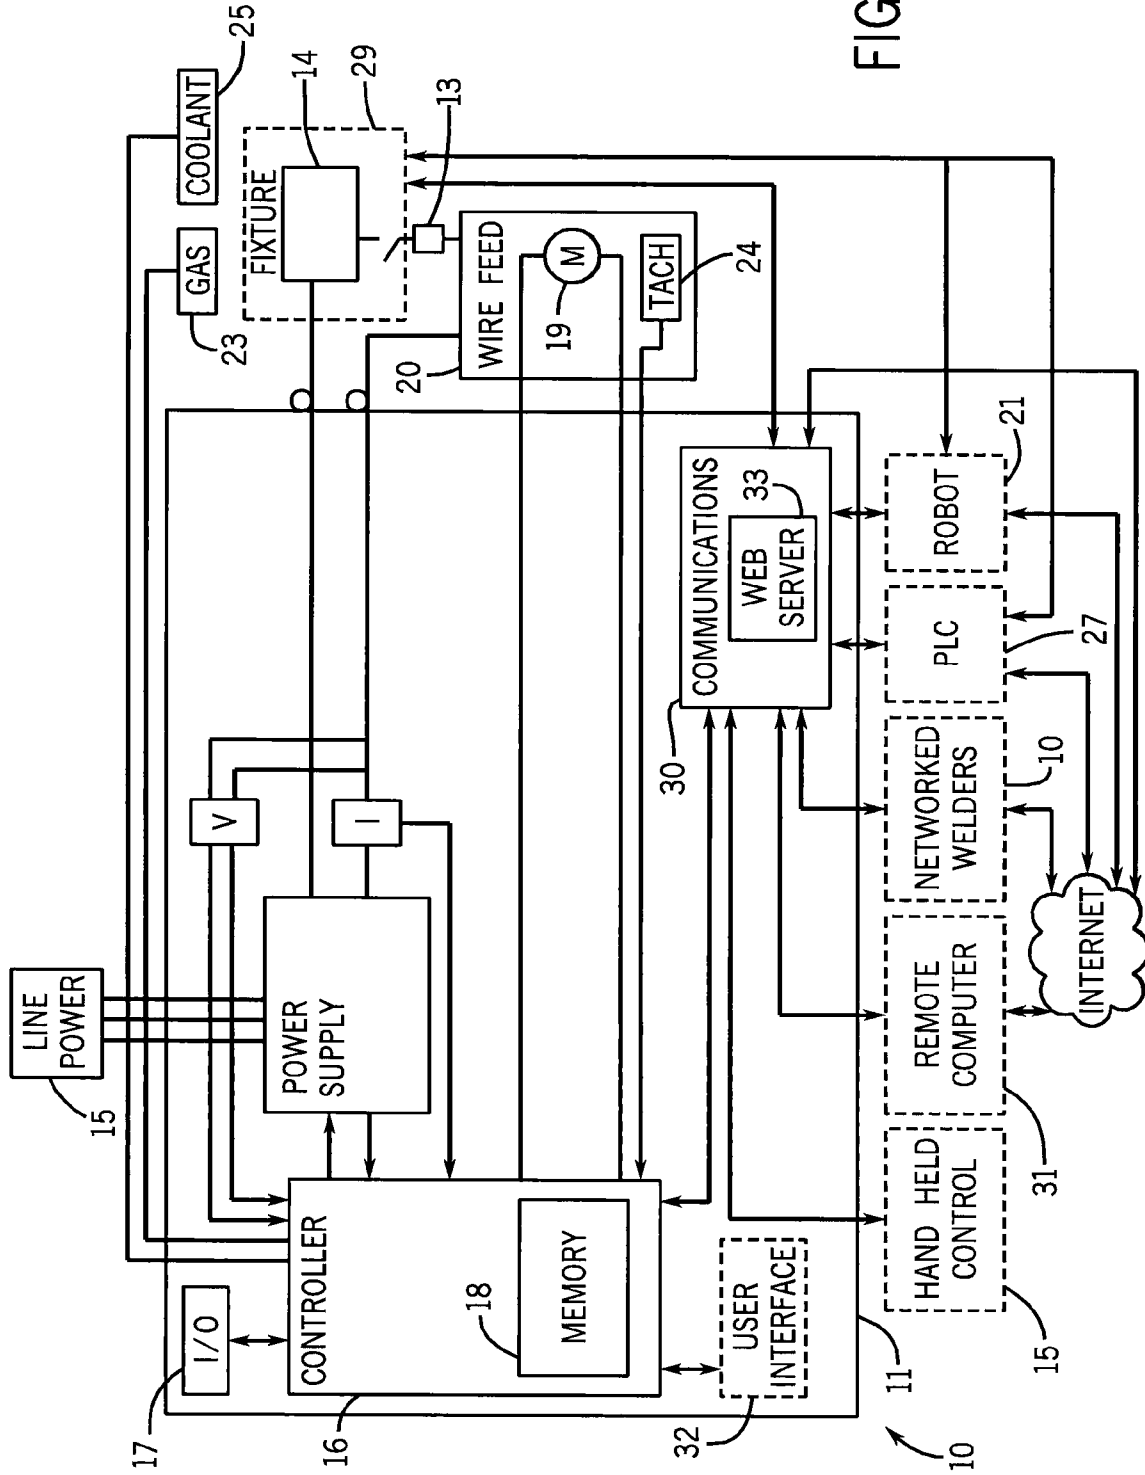 FIG
LINE
POWER
15
COOLANT
25
GAS
23
FIXTURE
14
29
13
I/O
17
CONTROLLER
16
MEMORY
18
POWER
SUPPLY
V
I
WIRE FEED
20
M
19
TACH
24
USER
INTERFACE
32
COMMUNICATIONS
30
WEB
SERVER
33
11
10
HAND HELD
CONTROL
15
REMOTE
COMPUTER
31
NETWORKED
WELDERS
10
PLC
27
ROBOT
21
INTERNET